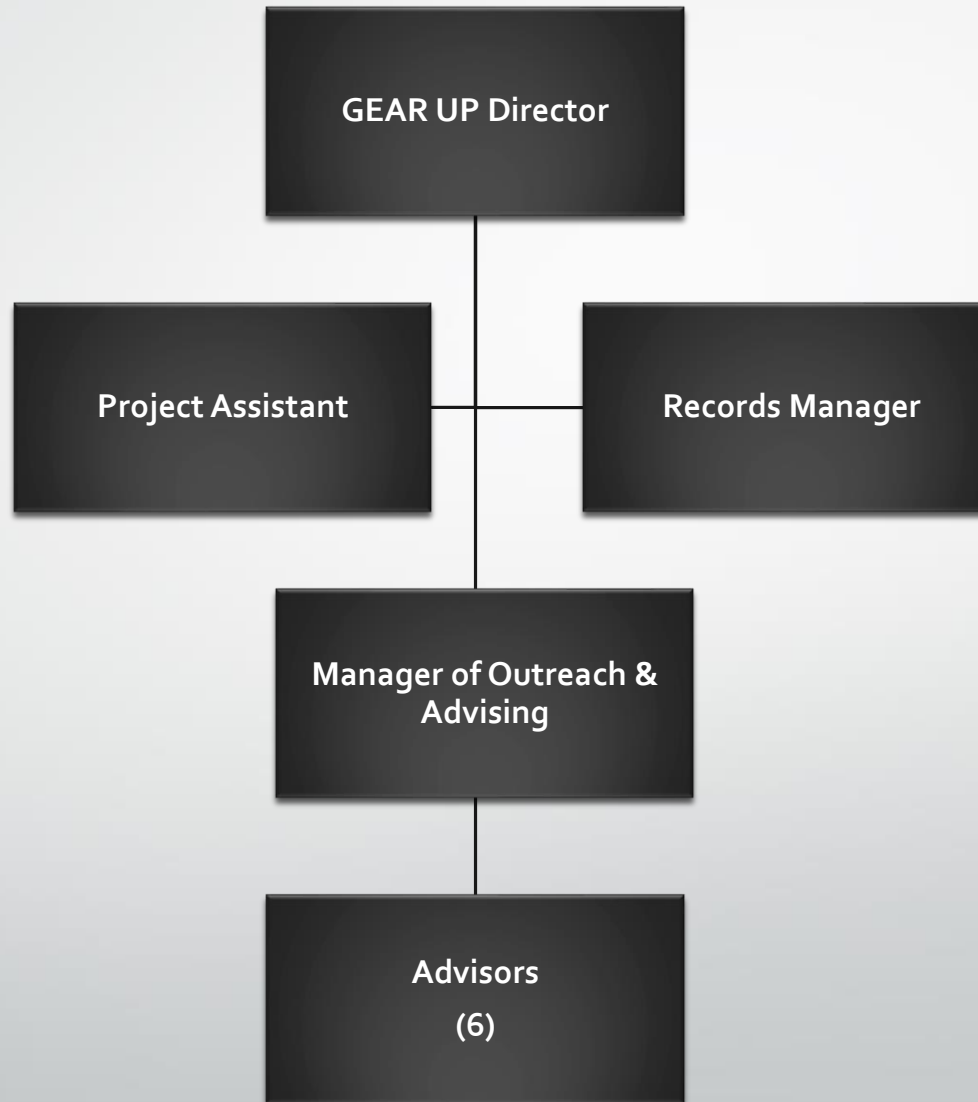 GEAR UP Director
Project Assistant
Records Manager
Manager of Outreach &
Advising
Advisors
(6)